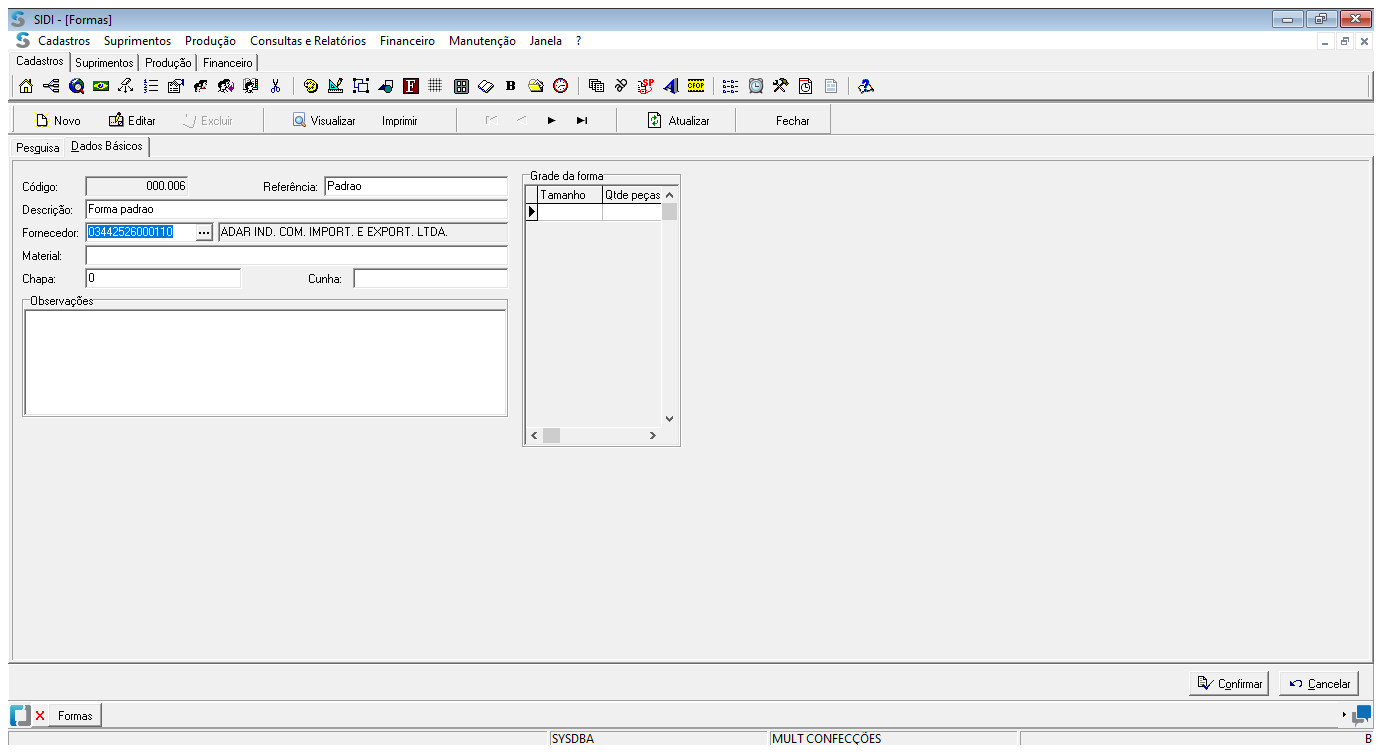 SIDI - [Formas]
Cadastros Suprimentos Produção Consultas e Relatórios Financeiro Manutenção Janela ?
Cadastros Suprimentos Produção Financeiro
F B SP CFOP
Novo Editar Excluir Visualizar Imprimir Atualizar Fechar
Pesquisa Dados Básicos
Código: 000.006 Referência: Padrao
Descrição: Forma padrao
Fornecedor: 03442526000110 ... ADAR IND. COM. IMPORT. E EXPORT. LTDA.
Material:
Chapa: 0 Cunha:
Observações
Grade da forma
Tamanho Qtde peças
Confirmar Cancelar
Formas
SYSDBA MULT CONFECÇÕES B